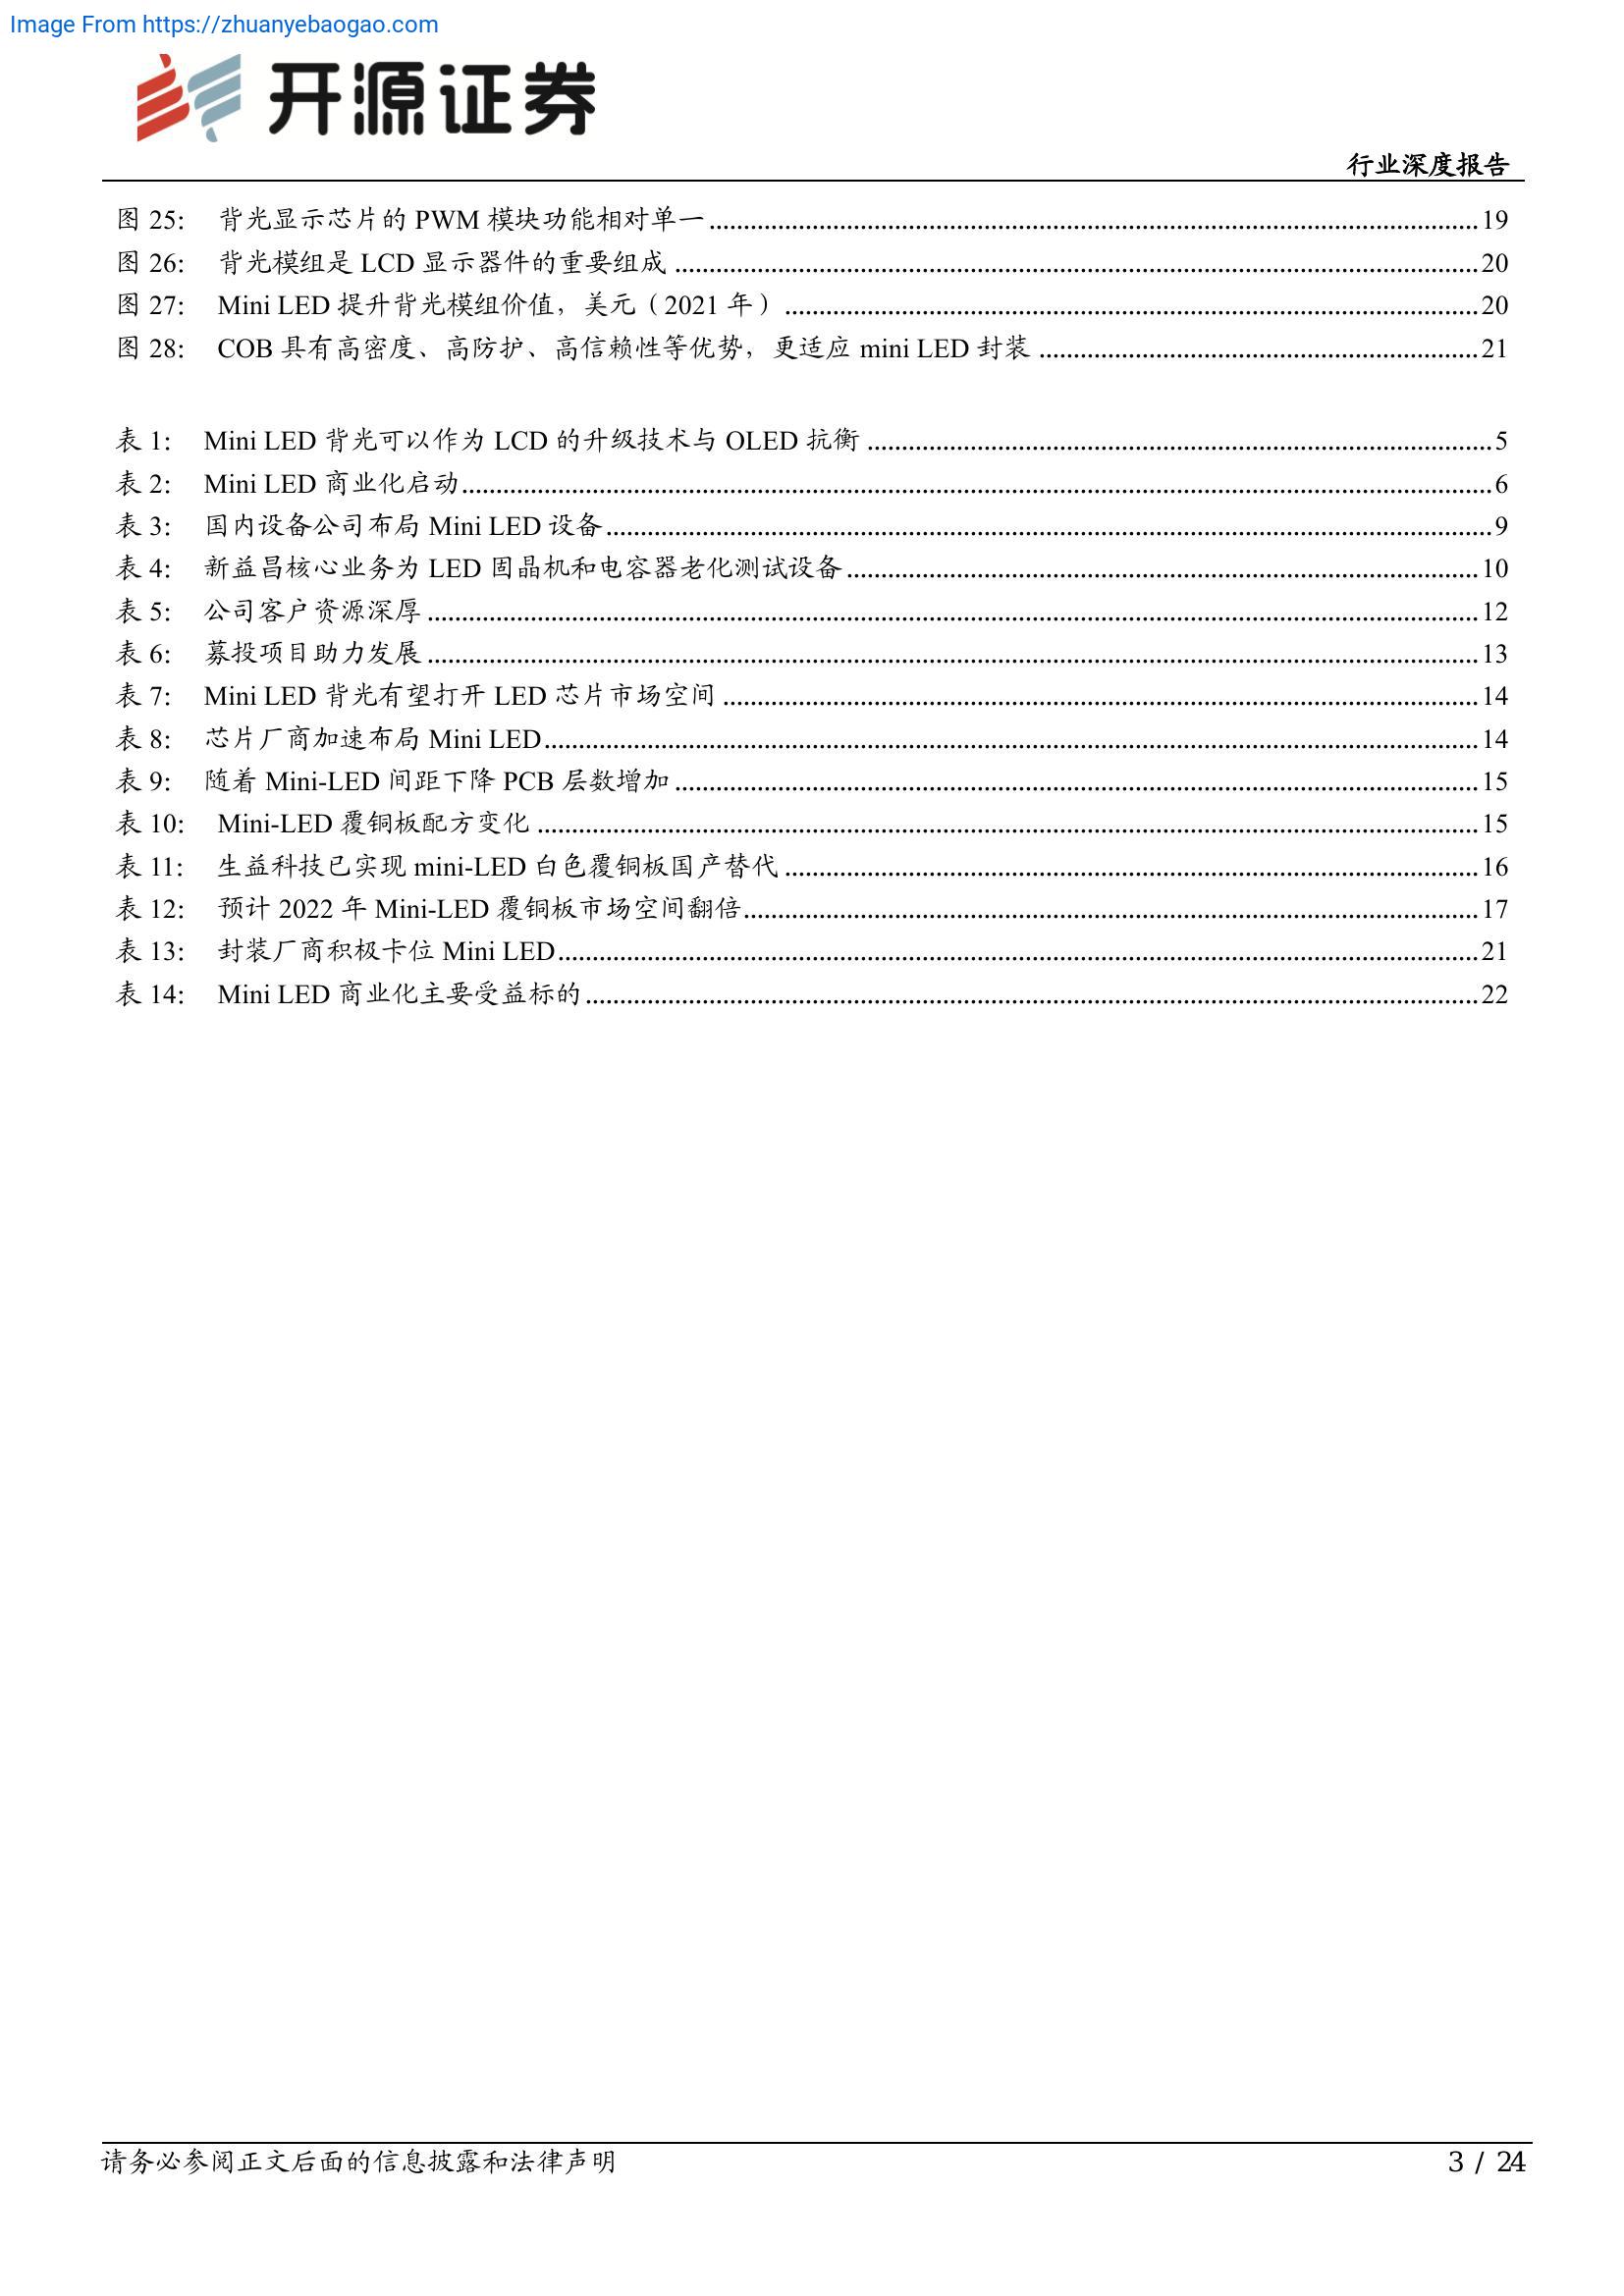 Image From https://zhuanyebaogao.com
开源证券
行业深度报告
图 25： 背光显示芯片的 PWM 模块功能相对单一 ........ 19
图 26： 背光模组是 LCD 显示器件的重要组成 ........ 20
图 27： Mini LED 提升背光模组价值，美元（2021 年） ........ 20
图 28： COB 具有高密度、高防护、高信赖性等优势，更适应 mini LED 封装 ........ 21
表 1： Mini LED 背光可以作为 LCD 的升级技术与 OLED 抗衡 ........ 5
表 2： Mini LED 商业化启动 ........ 6
表 3： 国内设备公司布局 Mini LED 设备 ........ 9
表 4： 新益昌核心业务为 LED 固晶机和电容器老化测试设备 ........ 10
表 5： 公司客户资源深厚 ........ 12
表 6： 募投项目助力发展 ........ 13
表 7： Mini LED 背光有望打开 LED 芯片市场空间 ........ 14
表 8： 芯片厂商加速布局 Mini LED ........ 14
表 9： 随着 Mini-LED 间距下降 PCB 层数增加 ........ 15
表 10： Mini-LED 覆铜板配方变化 ........ 15
表 11： 生益科技已实现 mini-LED 白色覆铜板国产替代 ........ 16
表 12： 预计 2022 年 Mini-LED 覆铜板市场空间翻倍 ........ 17
表 13： 封装厂商积极卡位 Mini LED ........ 21
表 14： Mini LED 商业化主要受益标的 ........ 22
请务必参阅正文后面的信息披露和法律声明
3 / 24